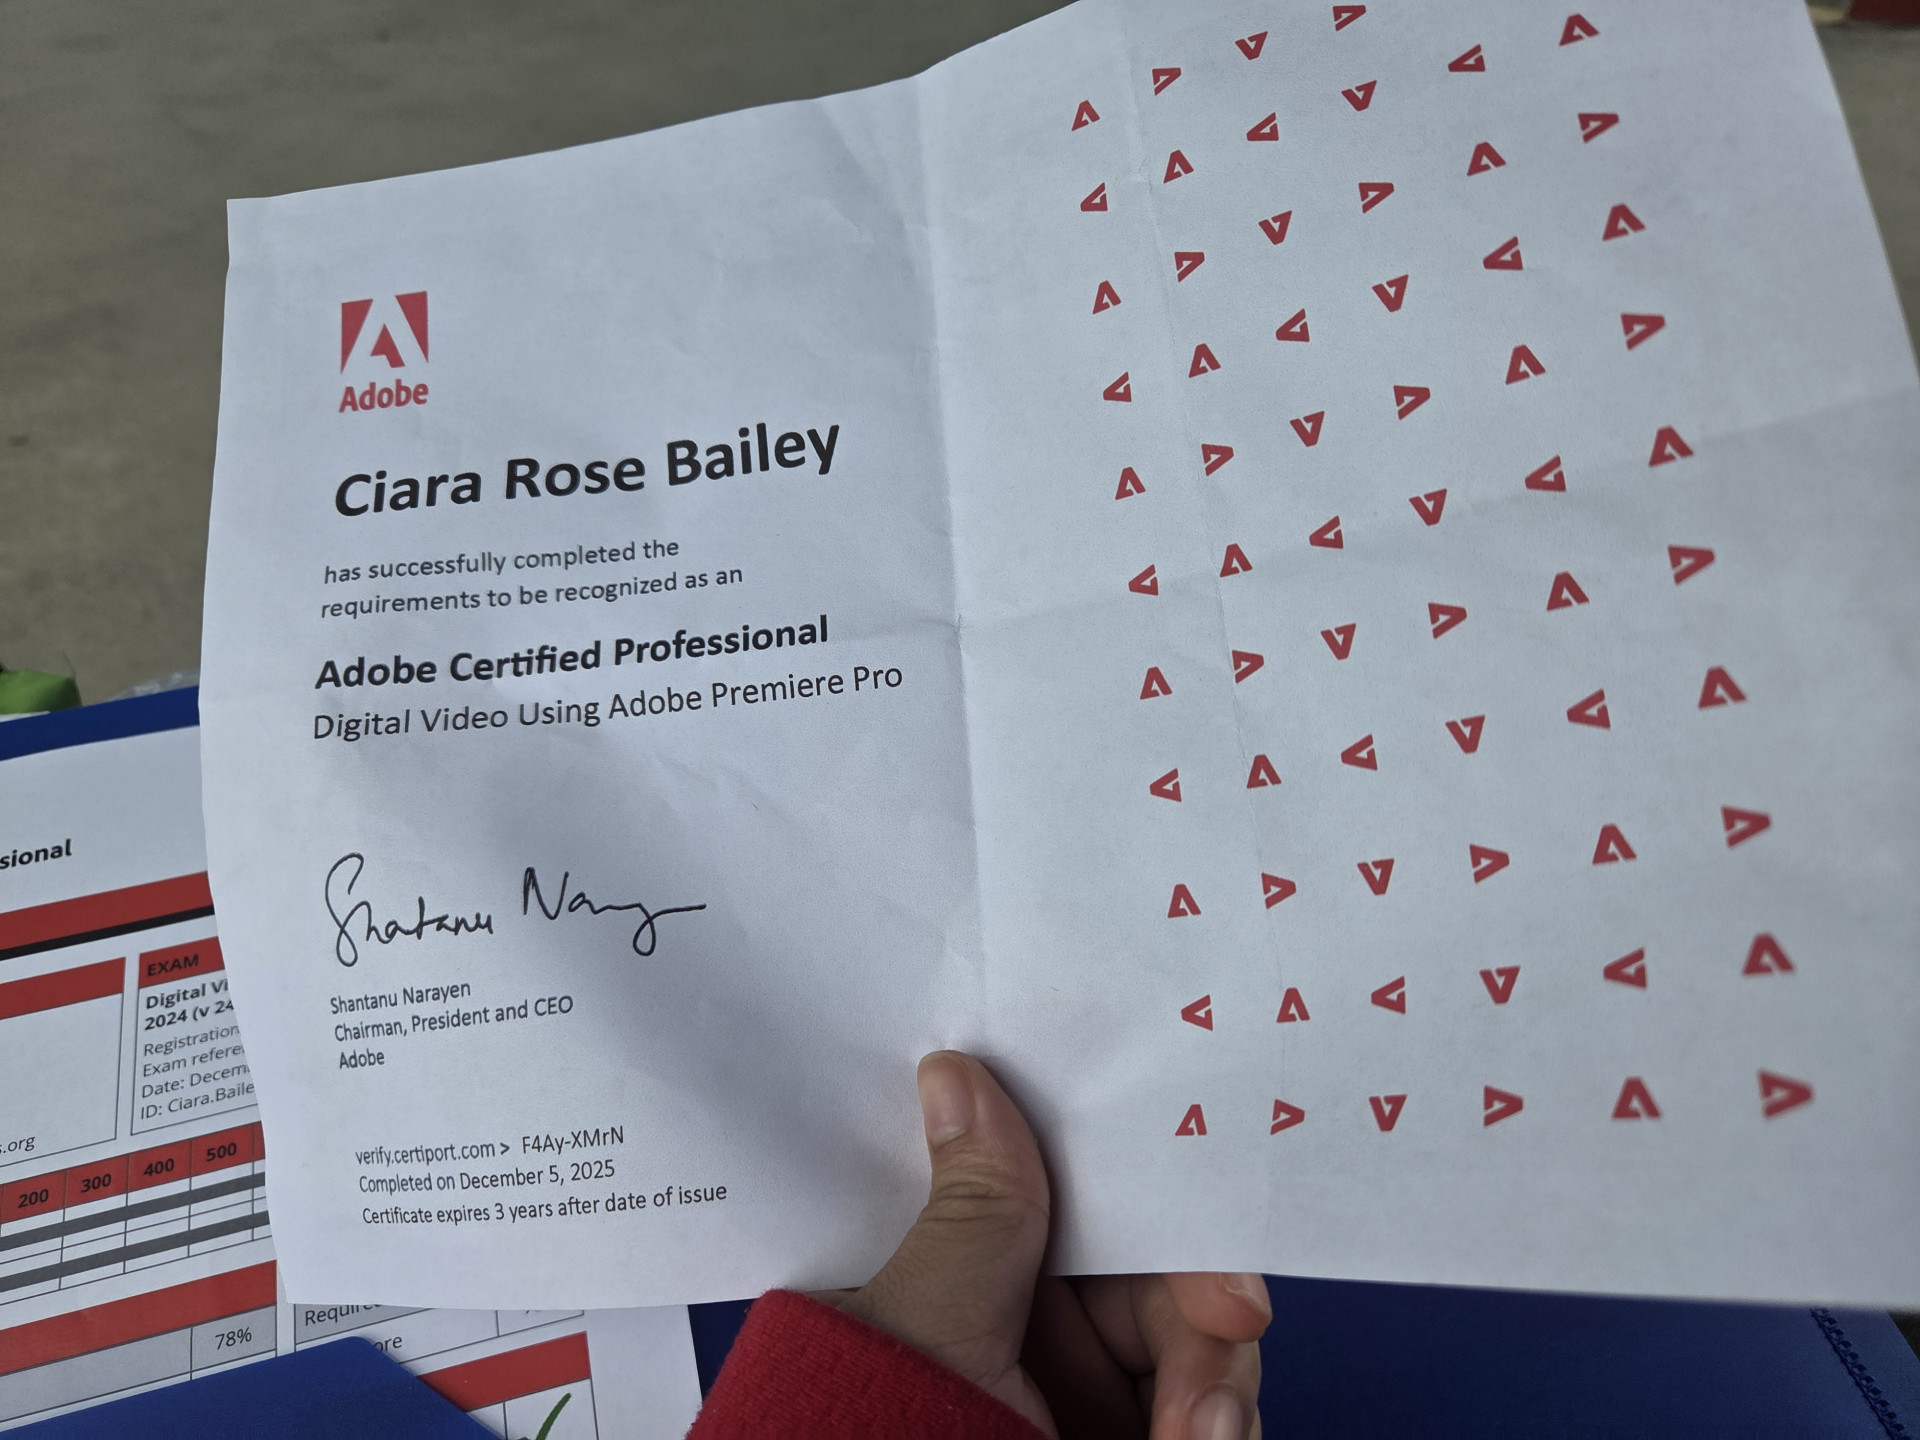 Adobe
Ciara Rose Bailey
has successfully completed the
requirements to be recognized as an
Adobe Certified Professional
Digital Video Using Adobe Premiere Pro
Shantanu Narayen
Chairman, President and CEO
Adobe
verify.certiport.com > F4Ay-XMrN
Completed on December 5, 2025
Certificate expires 3 years after date of issue
sional
EXAM
Digital Vi
2024 (v 24
Registration
Exam refere
Date: Decem
ID: Ciara.Baile
.org
200 300 400 500
78%
Require
ore